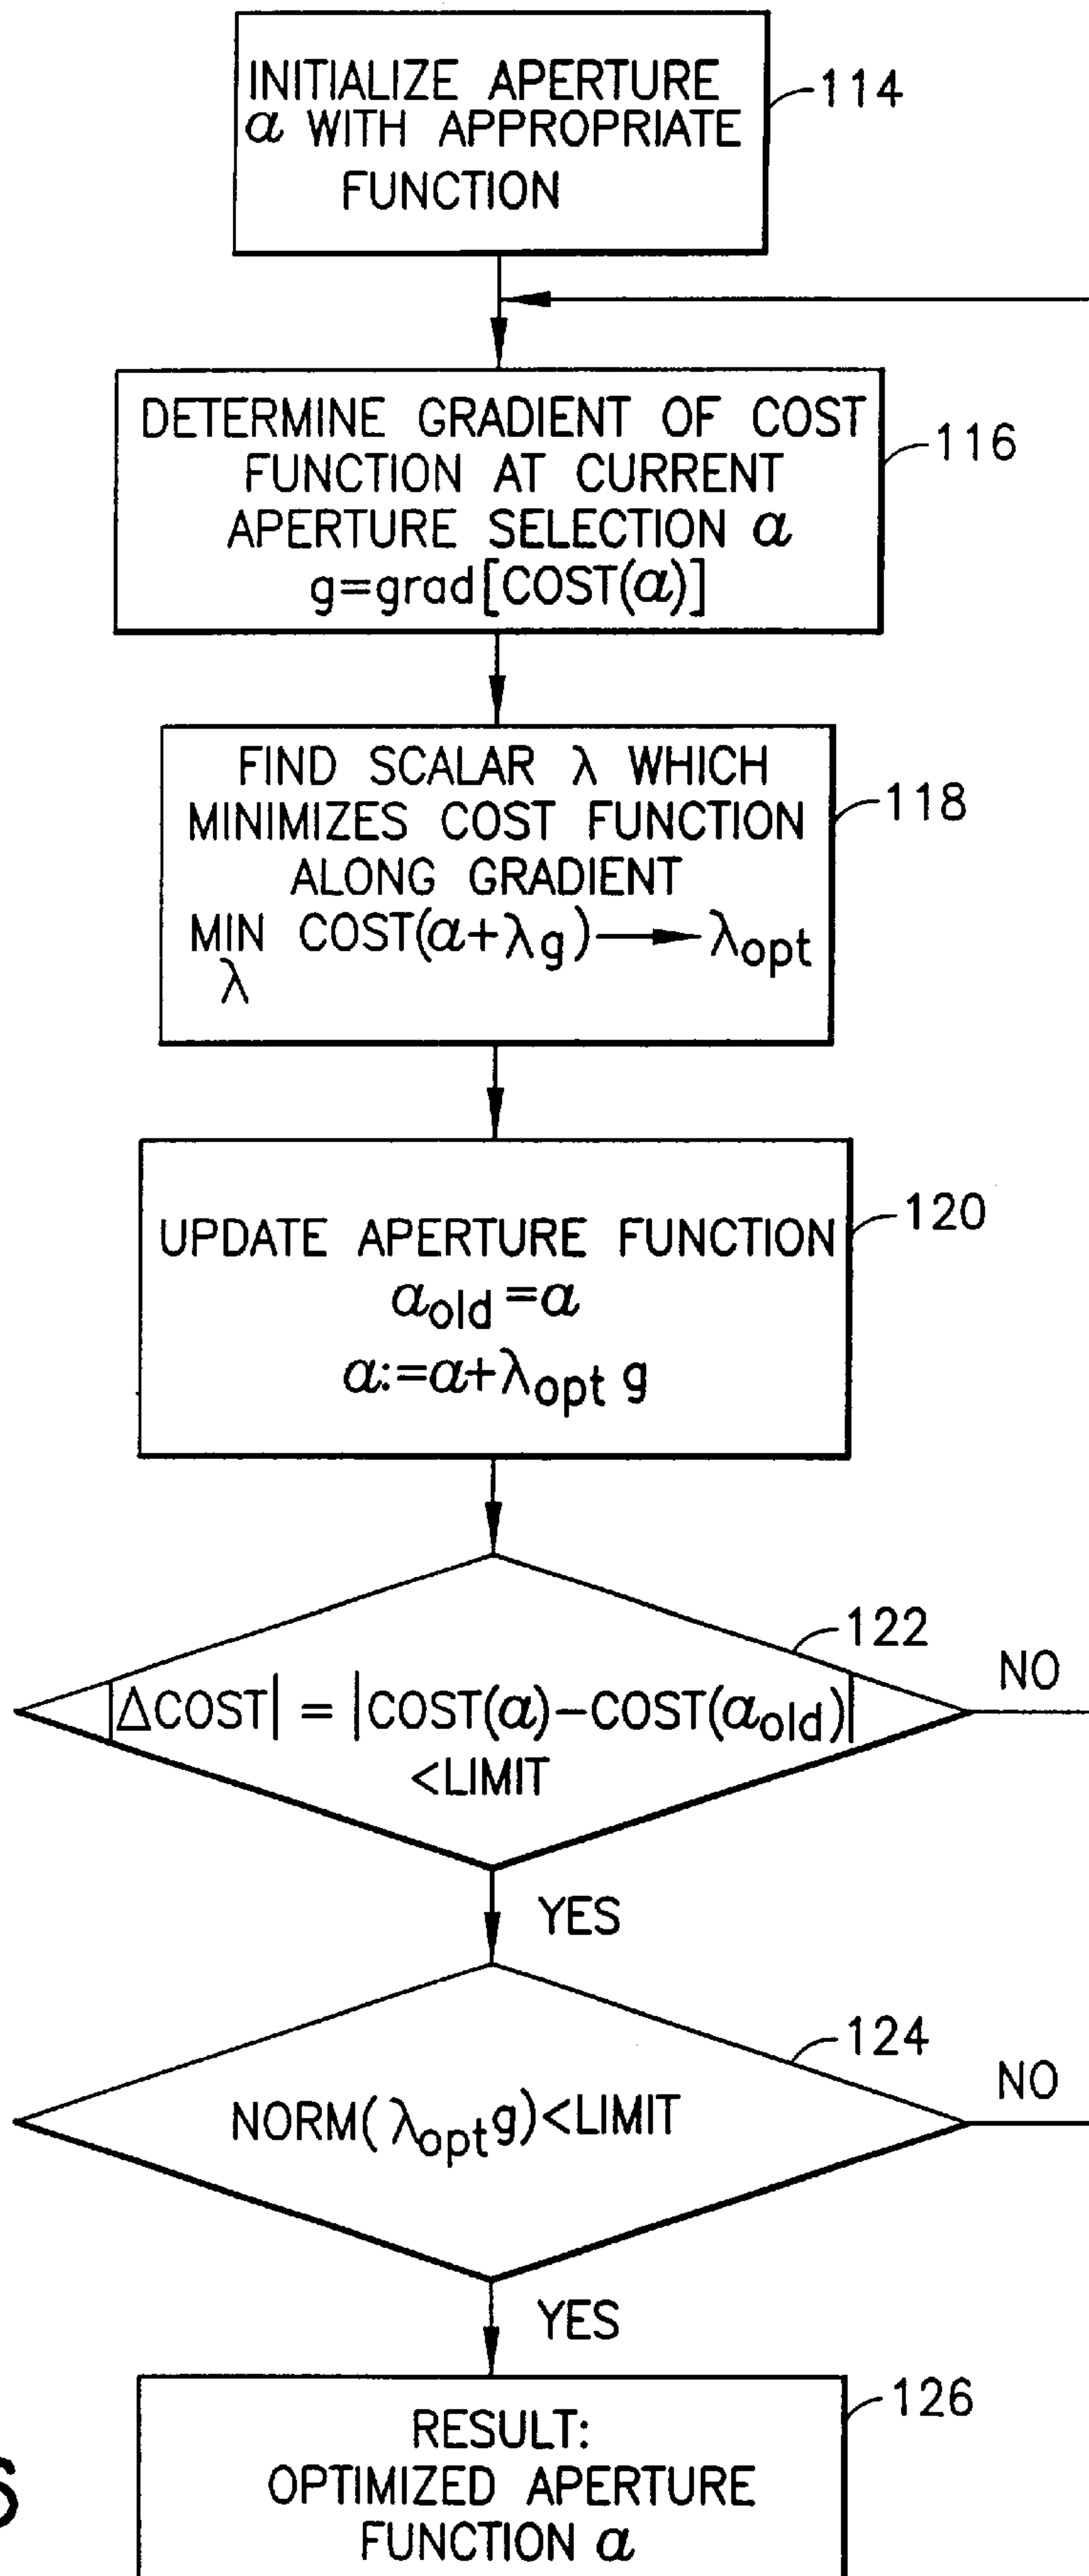 INITIALIZE APERTURE
α WITH APPROPRIATE
FUNCTION
114
DETERMINE GRADIENT OF COST
FUNCTION AT CURRENT
APERTURE SELECTION α
g=grad[COST(α)]
116
FIND SCALAR λ WHICH
MINIMIZES COST FUNCTION
ALONG GRADIENT
MIN COST(α+λg)→λopt
λ
118
UPDATE APERTURE FUNCTION
αold=α
α:=α+λopt g
120
|ΔCOST| = |COST(α)-COST(αold)|
<LIMIT
122
NO
YES
NORM(λoptg)<LIMIT
124
NO
YES
RESULT:
OPTIMIZED APERTURE
FUNCTION α
126